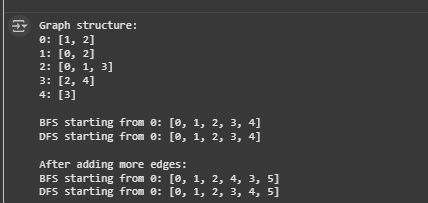 Graph structure:
0: [1, 2]
1: [0, 2]
2: [0, 1, 3]
3: [2, 4]
4: [3]
BFS starting from 0: [0, 1, 2, 3, 4]
DFS starting from 0: [0, 1, 2, 3, 4]
After adding more edges:
BFS starting from 0: [0, 1, 2, 4, 3, 5]
DFS starting from 0: [0, 1, 2, 3, 4, 5]